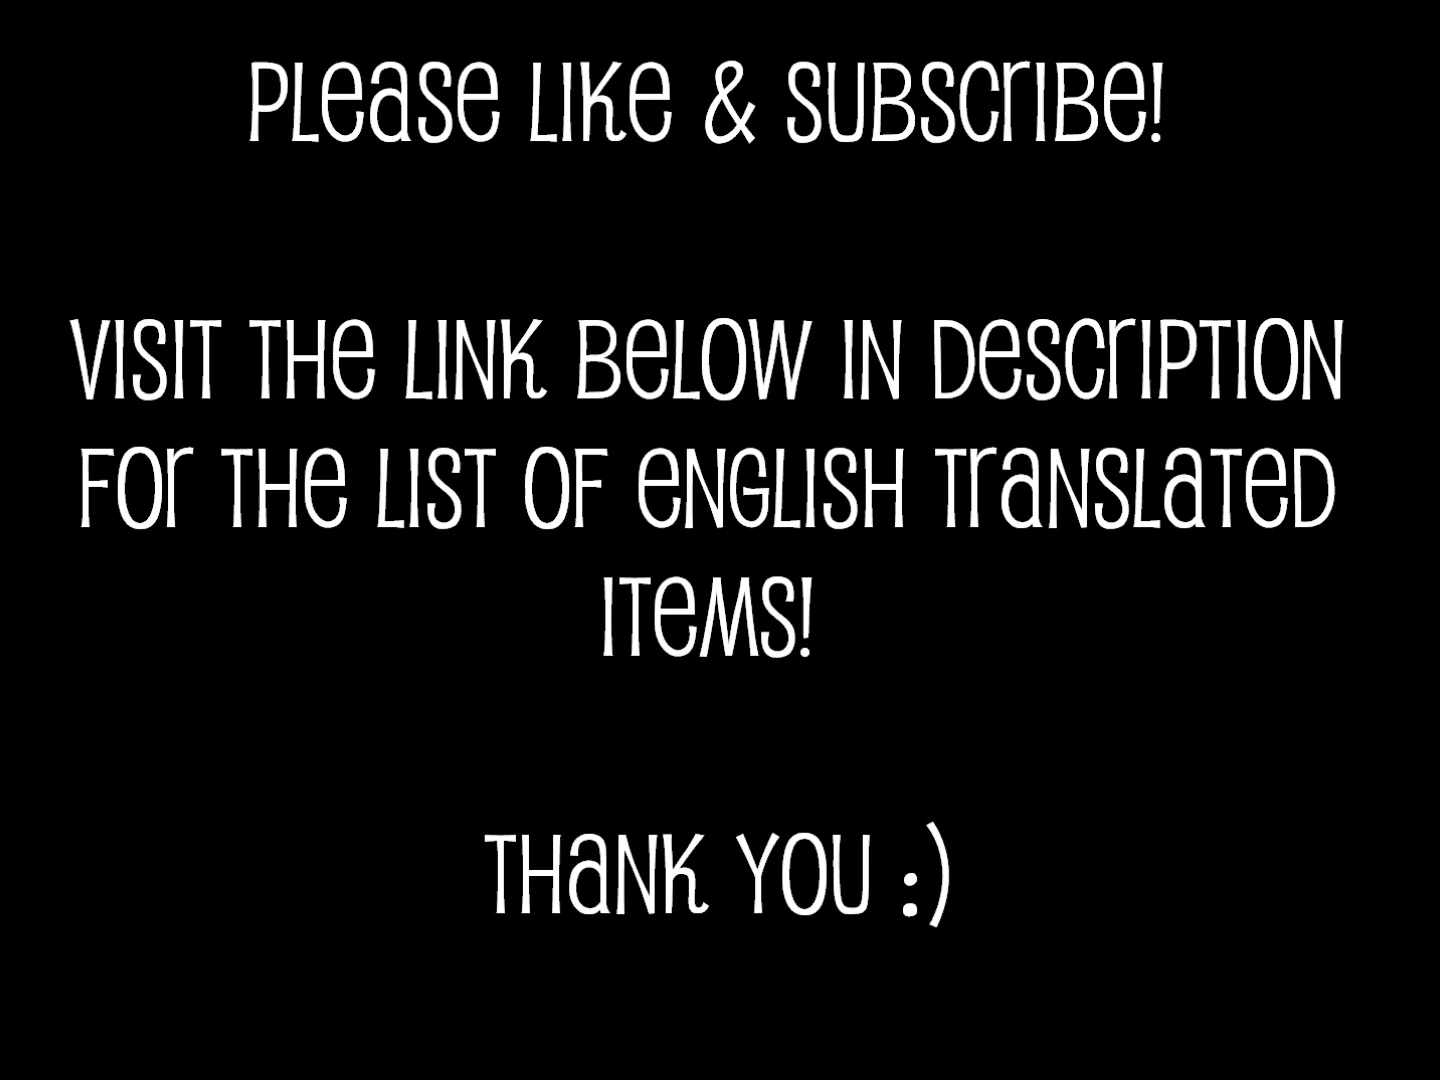 Please Like & Subscribe!
Visit the link below in description
for the list of English translated
items!
Thank you :)